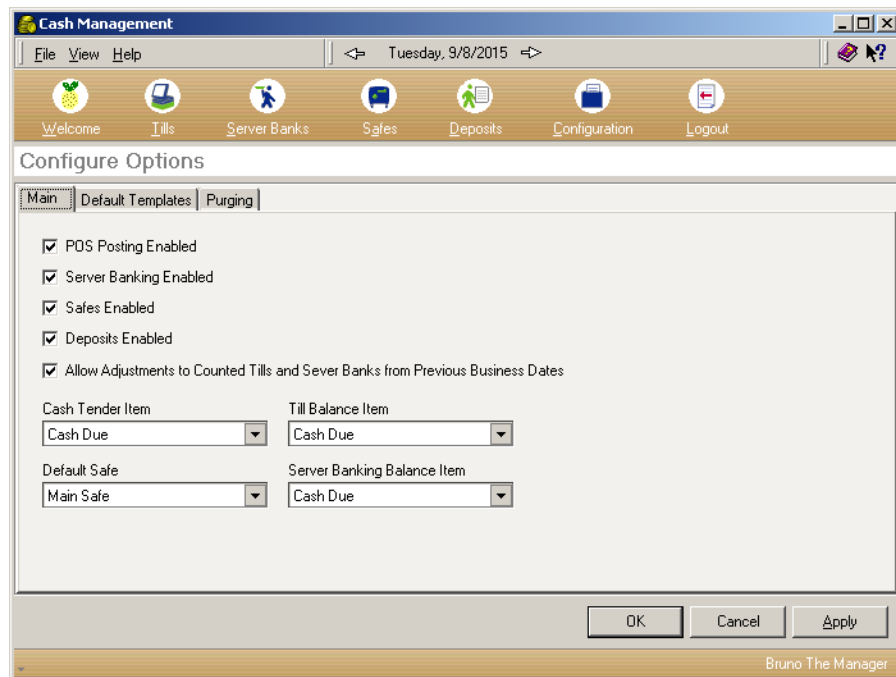 Cash Management
File View Help Tuesday, 9/8/2015
Welcome Tills Server Banks Safes Deposits Configuration Logout
Configure Options
Main Default Templates Purging
POS Posting Enabled
Server Banking Enabled
Safes Enabled
Deposits Enabled
Allow Adjustments to Counted Tills and Sever Banks from Previous Business Dates
Cash Tender Item Till Balance Item
Cash Due Cash Due
Default Safe Server Banking Balance Item
Main Safe Cash Due
OK Cancel Apply
Bruno The Manager